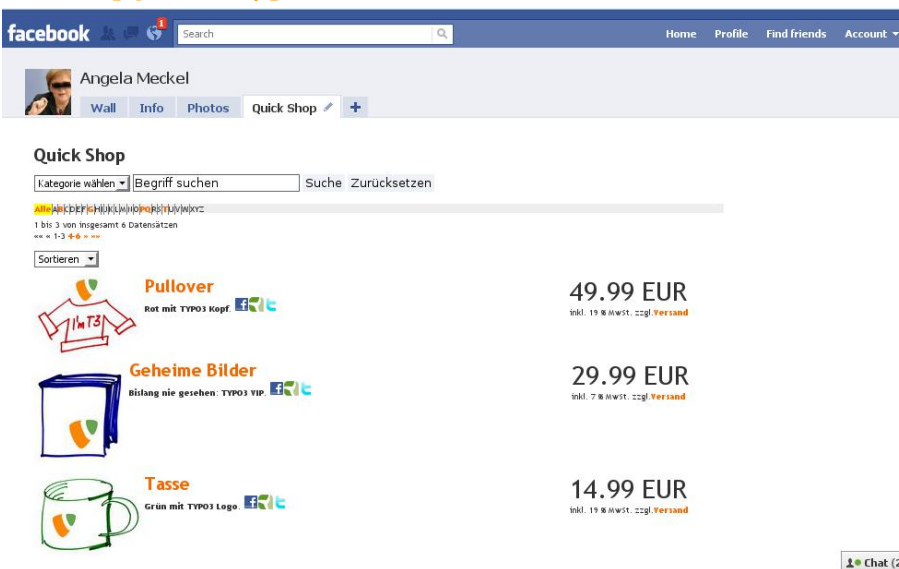 facebook 1 Search Home Profile Find friends Account
Angela Meckel
Wall Info Photos Quick Shop +
Quick Shop
Kategorie wählen Begriff suchen Suche Zurücksetzen
Alle|A|B|C|D|E|F|G|H|I|J|K|L|M|N|O|P|Q|R|S|T|U|V|W|X|Y|Z
1 bis 3 von insgesamt 6 Datensätzen
«« « 1-3 4-6 » »»
Sortieren
Pullover 49.99 EUR
Rot mit TYPO3 Kopf. inkl. 19 % MwSt. zzgl.Versand
I'm T3
Geheime Bilder 29.99 EUR
Bislang nie gesehen: TYPO3 VIP. inkl. 7 % MwSt. zzgl.Versand
Tasse 14.99 EUR
Grün mit TYPO3 Logo. inkl. 19 % MwSt. zzgl.Versand
Chat (2